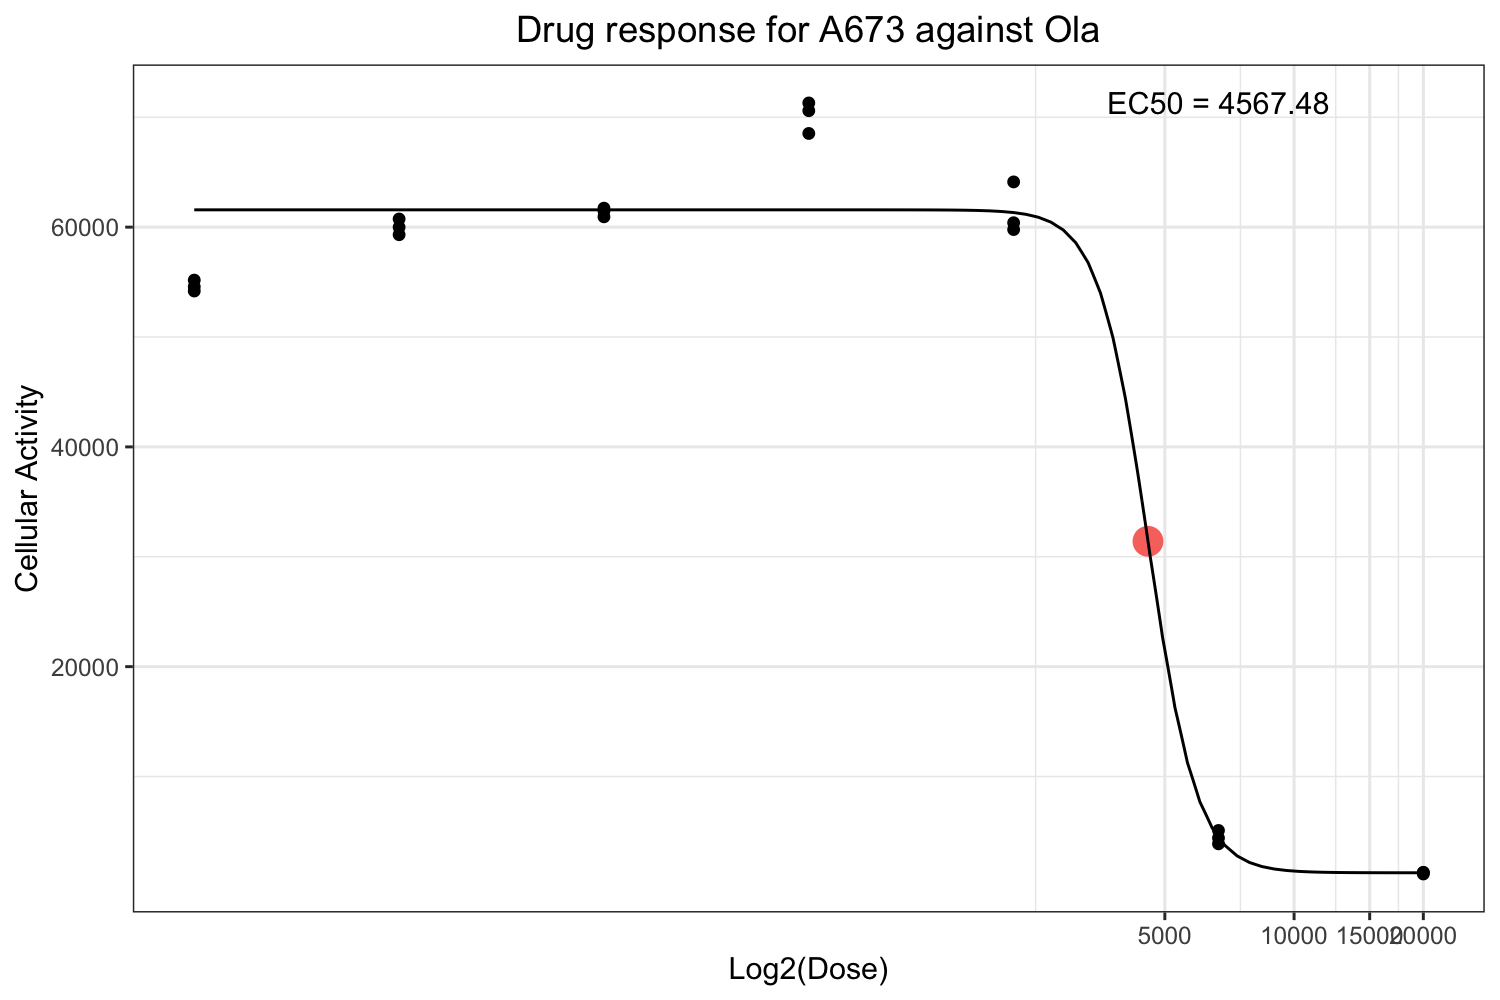 Drug response for A673 against Ola
EC50 = 4567.48
Cellular Activity
60000
40000
20000
5000 10000 15000 20000
Log2(Dose)